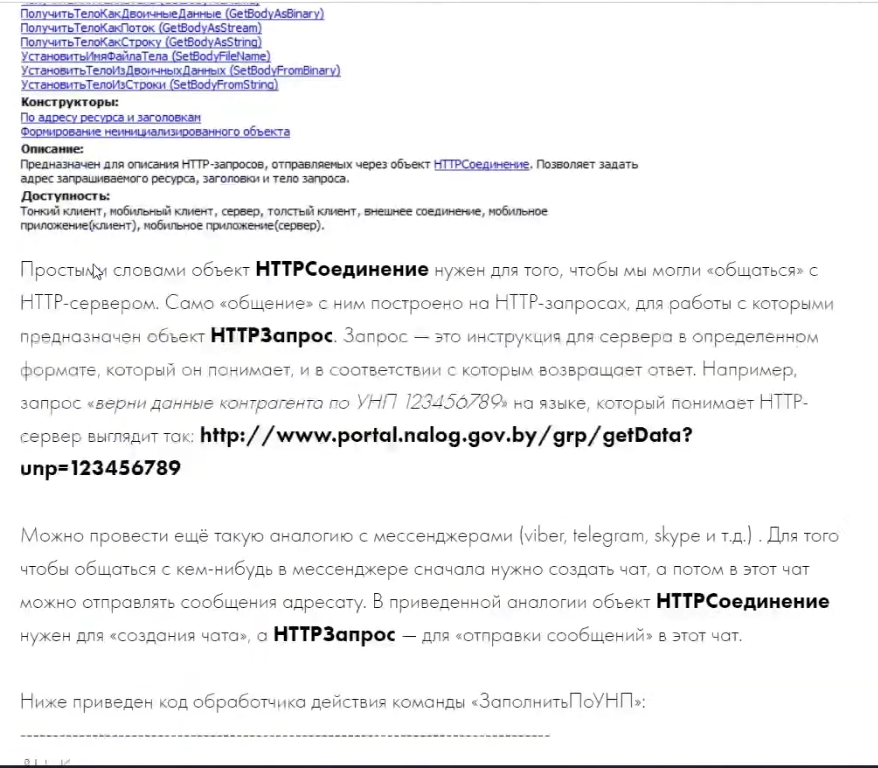 ПолучитьТелоКакДвоичныеДанные (GetBodyAsBinary)
ПолучитьТелоКакПоток (GetBodyAsStream)
ПолучитьТелоКакСтроку (GetBodyAsString)
УстановитьИмяФайлаТела (SetBodyFileName)
УстановитьТелоИзДвоичныхДанных (SetBodyFromBinary)
УстановитьТелоИзСтроки (SetBodyFromString)
Конструкторы:
По адресу ресурса и заголовкам
Формирование неинициализированного объекта
Описание:
Предназначен для описания HTTP-запросов, отправляемых через объект HTTPСоединение. Позволяет задать
адрес запрашиваемого ресурса, заголовки и тело запроса.
Доступность:
Тонкий клиент, мобильный клиент, сервер, толстый клиент, внешнее соединение, мобильное
приложение(клиент), мобильное приложение(сервер).
Простыми словами объект HTTPСоединение нужен для того, чтобы мы могли «общаться» с
HTTP-сервером. Само «общение» с ним построено на HTTP-запросах, для работы с которыми
предназначен объект HTTPЗапрос. Запрос — это инструкция для сервера в определенном
формате, который он понимает, и в соответствии с которым возвращает ответ. Например,
запрос «верни данные контрагента по УНП 123456789» на языке, который понимает HTTP-
сервер выглядит так: http://www.portal.nalog.gov.by/grp/getData?
unp=123456789
Можно провести ещё такую аналогию с мессенджерами (viber, telegram, skype и т.д.) . Для того
чтобы общаться с кем-нибудь в мессенджере сначала нужно создать чат, а потом в этот чат
можно отправлять сообщения адресату. В приведенной аналогии объект HTTPСоединение
нужен для «создания чата», а HTTPЗапрос — для «отправки сообщений» в этот чат.
Ниже приведен код обработчика действия команды «ЗаполнитьПоУНП»: